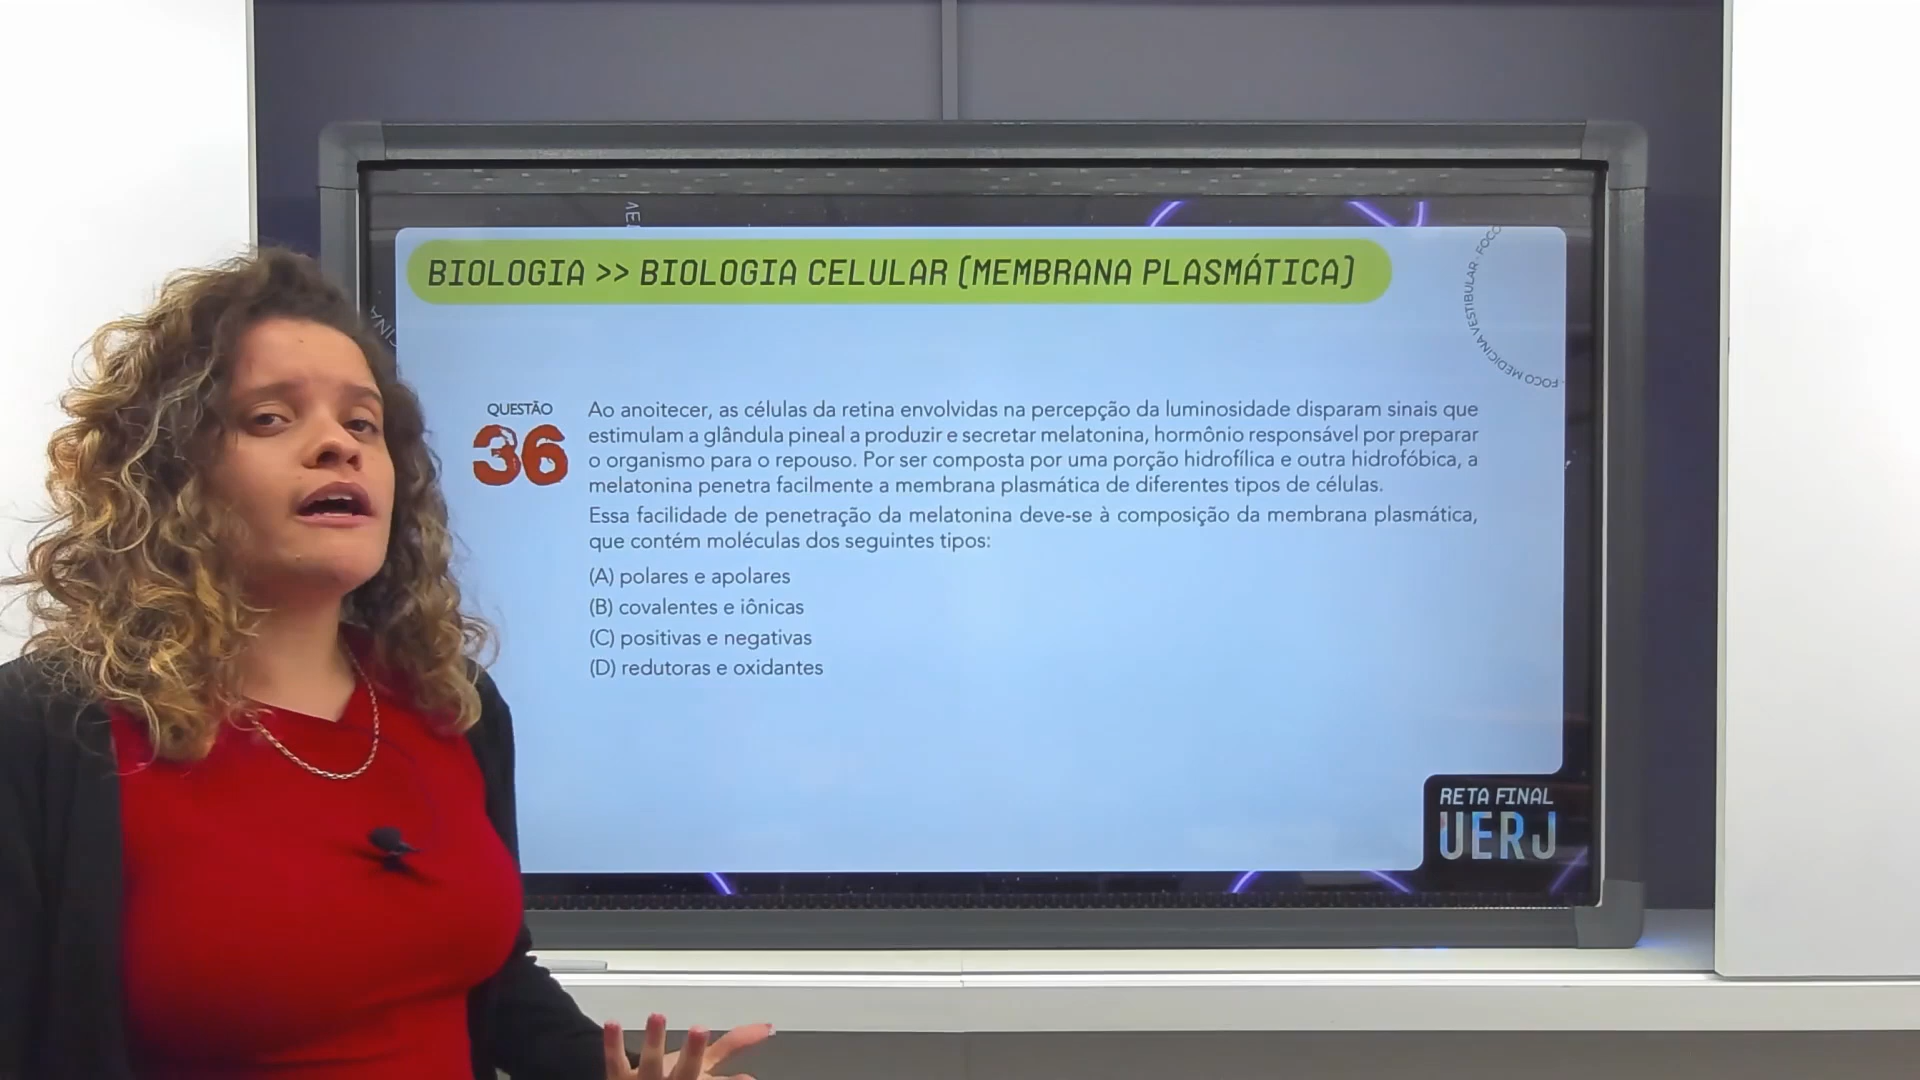 BIOLOGIA >> BIOLOGIA CELULAR (MEMBRANA PLASMÁTICA)
FOCO MEDICINA VESTIBULAR · FOCO
QUESTÃO
36
Ao anoitecer, as células da retina envolvidas na percepção da luminosidade disparam sinais que
estimulam a glândula pineal a produzir e secretar melatonina, hormônio responsável por preparar
o organismo para o repouso. Por ser composta por uma porção hidrofílica e outra hidrofóbica, a
melatonina penetra facilmente a membrana plasmática de diferentes tipos de células.
Essa facilidade de penetração da melatonina deve-se à composição da membrana plasmática,
que contém moléculas dos seguintes tipos:
(A) polares e apolares
(B) covalentes e iônicas
(C) positivas e negativas
(D) redutoras e oxidantes
RETA FINAL
UERJ